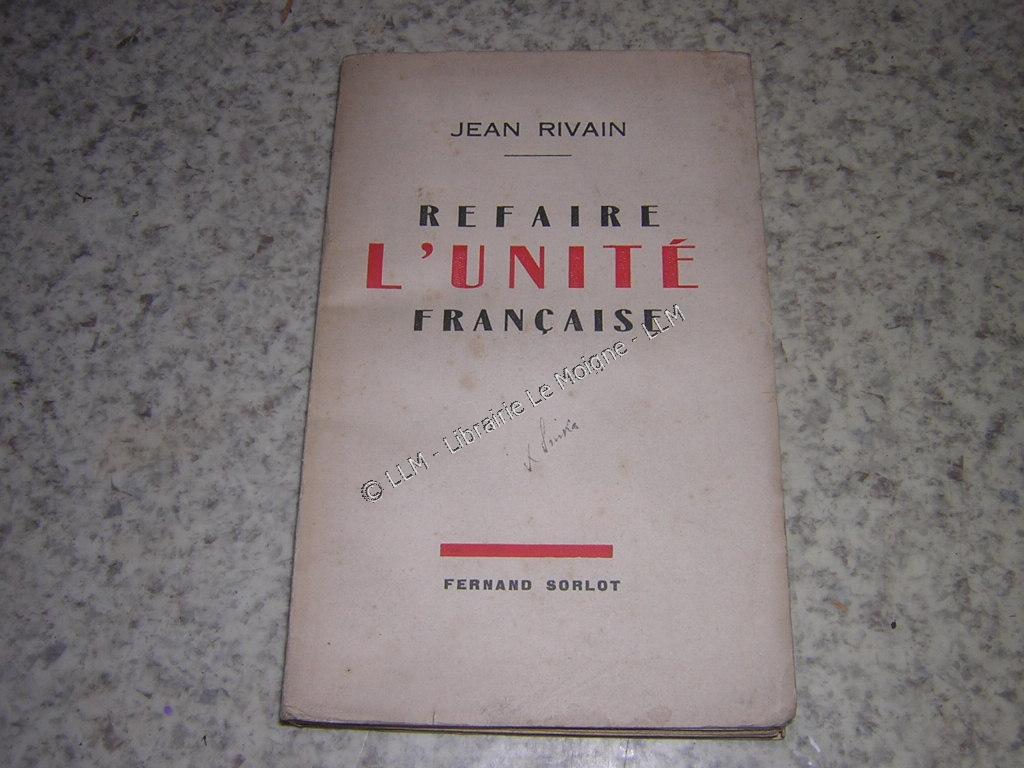 JEAN RIVAIN
REFAIRE
L'UNITÉ
FRANÇAISE
© LLM - Librairie Le Moigne - LLM
FERNAND SORLOT